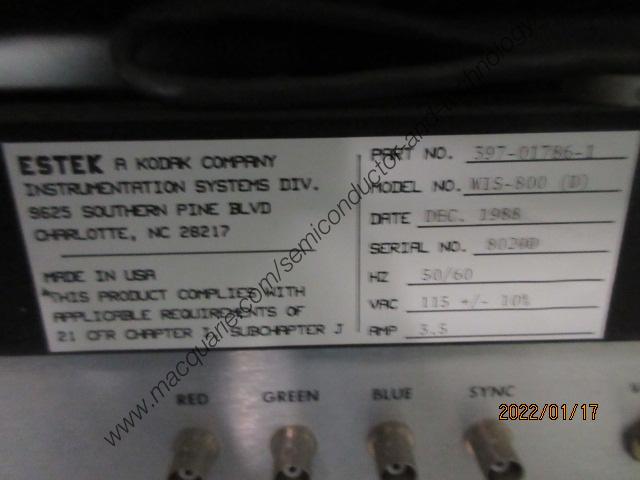 ESTEK A KODAK COMPANY
INSTRUMENTATION SYSTEMS DIV.
9625 SOUTHERN PINE BLVD
CHARLOTTE, NC 28217
MADE IN USA
*THIS PRODUCT COMPLIES WITH
APPLICABLE REQUIREMENTS OF
21 CFR CHAPTER I, SUBCHAPTER J
PART NO. 397-01786-1
MODEL NO. WIS-800 (D)
DATE DEC. 1988
SERIAL NO. 8020D
HZ 50/60
VAC 115 +/- 10%
AMP 3.5
RED GREEN BLUE SYNC
2022/01/17
www.macquarie.com/semiconductor-and-technology